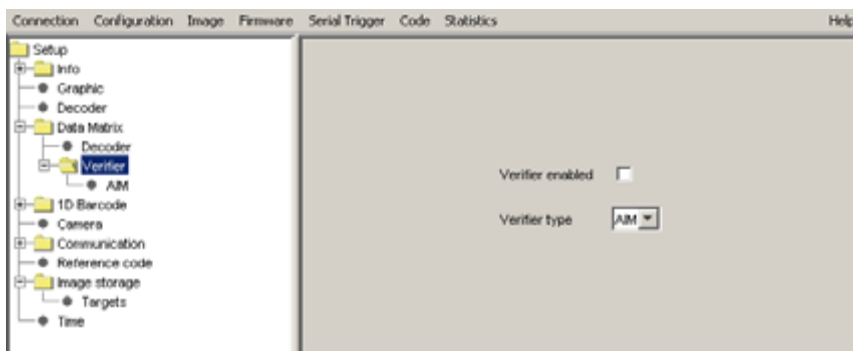 Connection Configuration Image Firmware Serial Trigger Code Statistics Help
Setup
Info
Graphic
Decoder
Data Matrix
Decoder
Verifier
AIM
1D Barcode
Camera
Communication
Reference code
Image storage
Targets
Time
Verifier enabled
Verifier type AIM